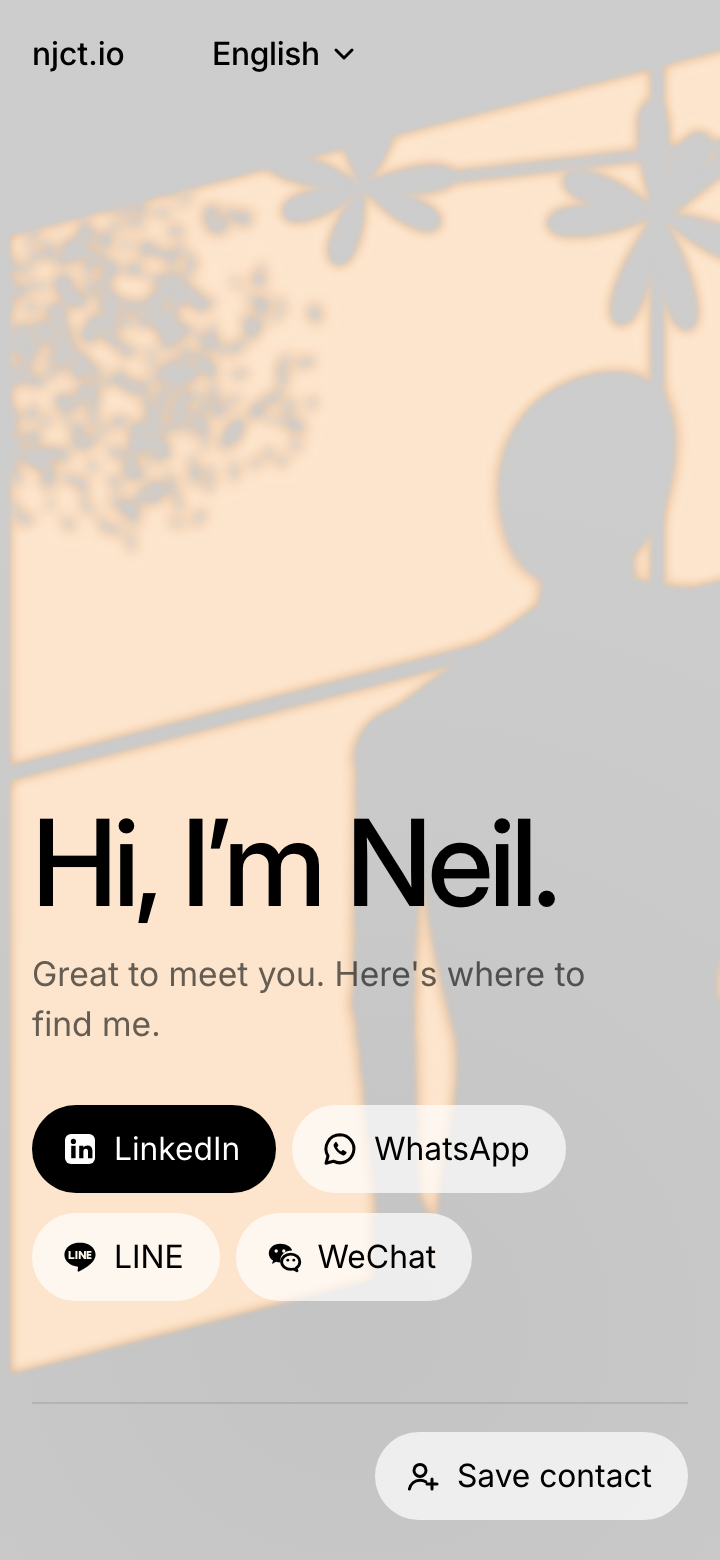 njct.io
English
Hi, I’m Neil.
Great to meet you. Here's where to
find me.
LinkedIn
WhatsApp
LINE LINE
WeChat
Save contact